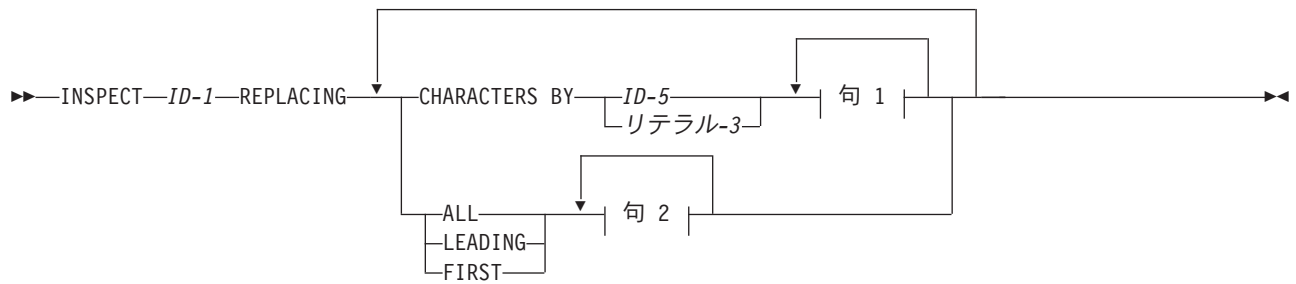 INSPECT ID-1 REPLACING CHARACTERS BY ID-5 句 1
リテラル-3
ALL 句 2
LEADING
FIRST